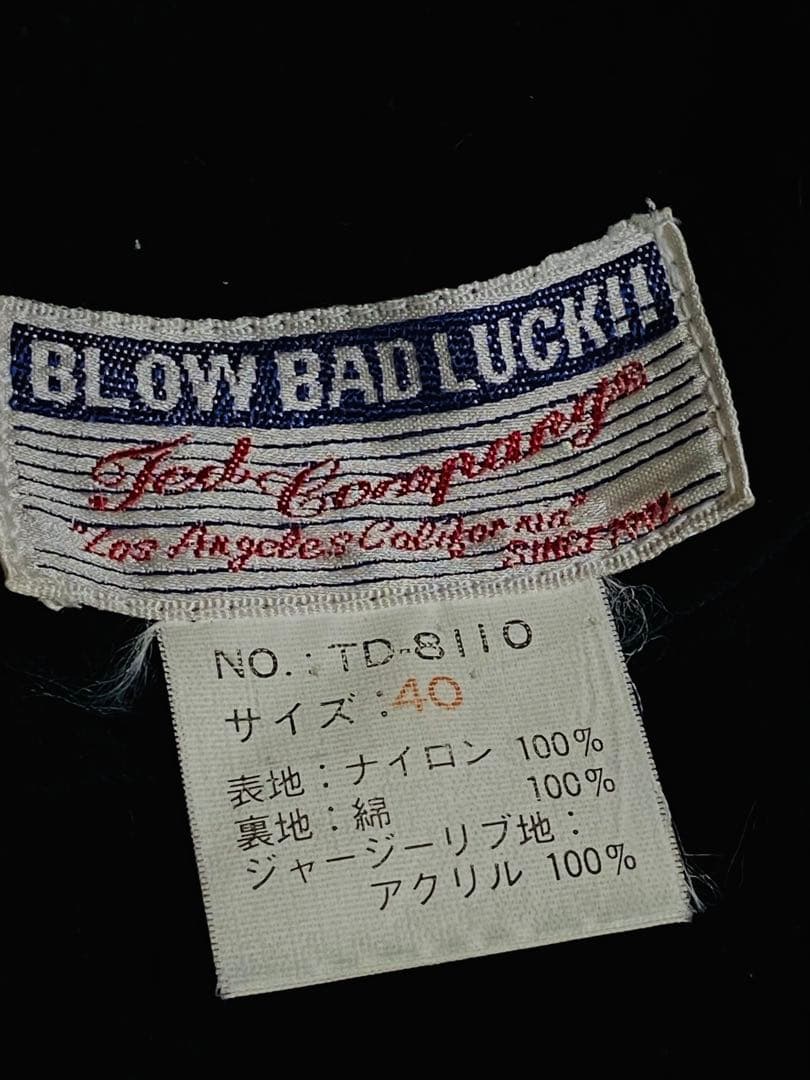 BLOW BAD LUCK!!
Ted Company®
"Los Angeles California"
SINCE
NO.: TD-8110
サイズ:40
表地:ナイロン 100%
裏地:綿 100%
ジャージーリブ地:
アクリル 100%